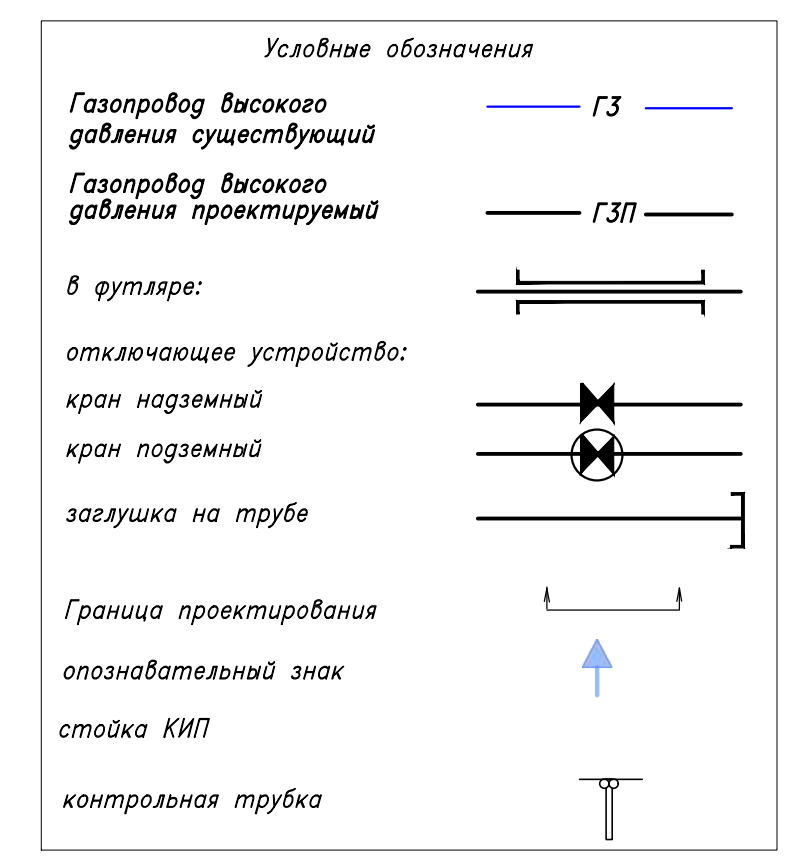 Условные обозначения
Газопровод высокого
давления существующий
Г3
Газопровод высокого
давления проектируемый
Г3П
в футляре:
отключающее устройство:
кран надземный
кран подземный
заглушка на трубе
Граница проектирования
опознавательный знак
стойка КИП
контрольная трубка